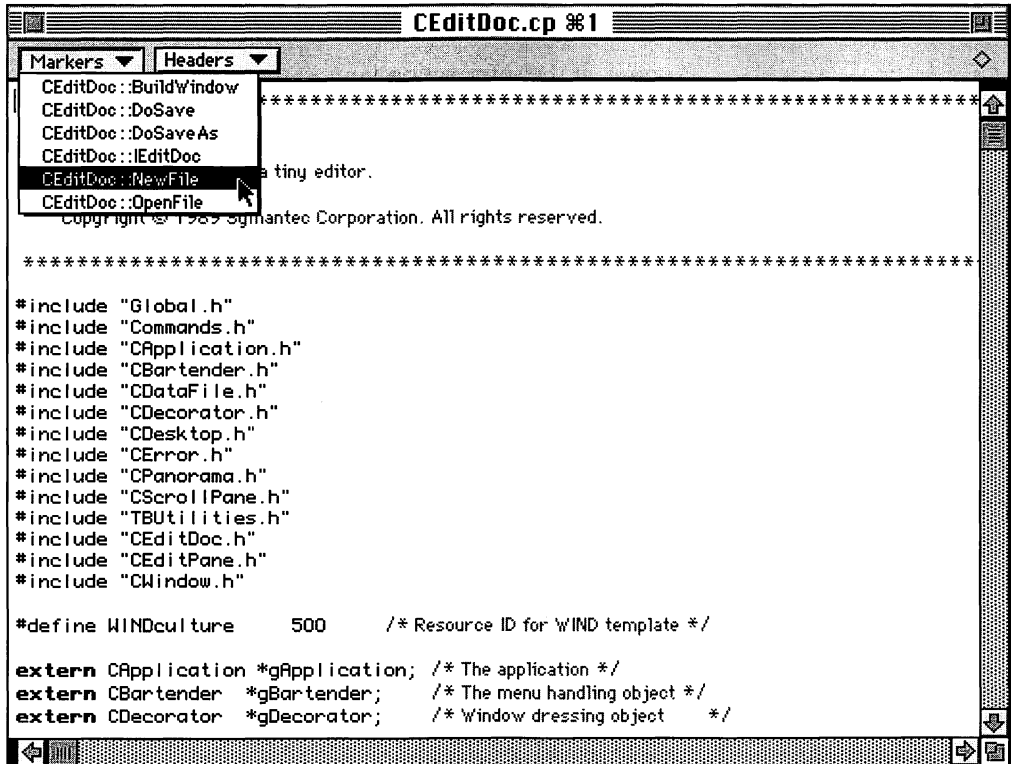 CEditDoc.cp ⌘1
Markers ▼ Headers ▼
CEditDoc::BuildWindow
CEditDoc::DoSave
CEditDoc::DoSaveAs
CEditDoc::IEditDoc
CEditDoc::NewFile
CEditDoc::OpenFile
*****************************************************
a tiny editor.
Copyright © 1989 Symantec Corporation. All rights reserved.
***********************************************************************
#include "Global.h"
#include "Commands.h"
#include "CApplication.h"
#include "CBartender.h"
#include "CDataFile.h"
#include "CDecorator.h"
#include "CDesktop.h"
#include "CError.h"
#include "CPanorama.h"
#include "CScrollPane.h"
#include "TBUtilities.h"
#include "CEditDoc.h"
#include "CEditPane.h"
#include "CWindow.h"
#define WINDculture 500 /* Resource ID for WIND template */
extern CApplication *gApplication; /* The application */
extern CBartender *gBartender; /* The menu handling object */
extern CDecorator *gDecorator; /* Window dressing object */